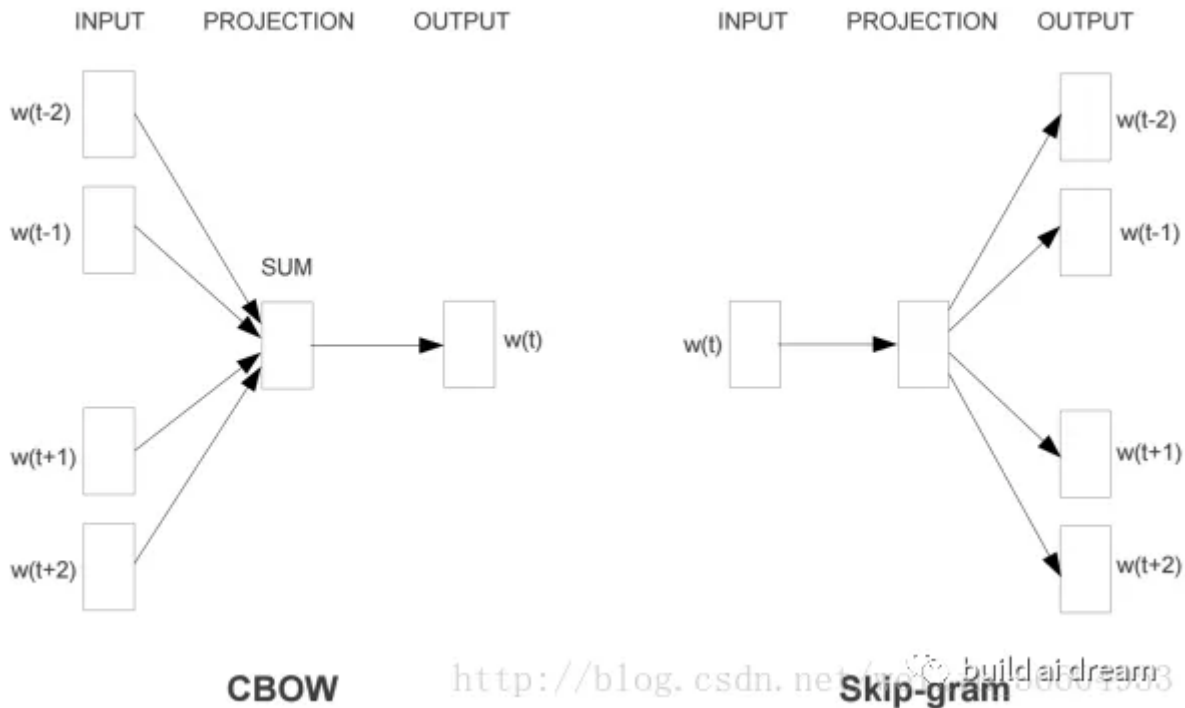 INPUT PROJECTION OUTPUT
w(t-2)
w(t-1)
SUM
w(t)
w(t+1)
w(t+2)
CBOW
INPUT PROJECTION OUTPUT
w(t-2)
w(t-1)
w(t)
w(t+1)
w(t+2)
Skip-gram
http://blog.csdn.net/
build ai dream